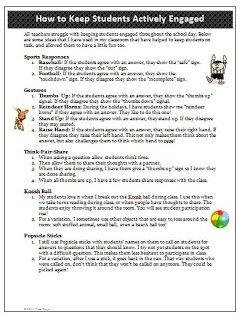 How to Keep Students Actively Engaged
All teachers struggle with keeping students engaged throughout the school day. Below
are some ideas that I have used in my classroom that have helped to keep students
on task, and allowed them to have a little fun too.
Sports Responses
1. Baseball: If the students agree with an answer, they show the "safe" sign.
If they disagree they show the "out" sign.
2. Football: If the students agree with an answer, they show the
"touchdown" sign. If they disagree they show the "incomplete" sign.
Gestures
1. Thumbs Up: If the students agree with an answer, they show the "thumbs up"
signal. If they disagree they show the "thumbs down" signal.
2. Reindeer Horns: During the holidays, I have students show me "reindeer
horns" if they agree with an answer. They like to do this one!
3. Stand Up: If the students agree with an answer, they stand up. If they disagree
they stay seated.
4. Raise Hand: If the students agree with an answer, they raise their right hand. If
they disagree they raise their left hand. This not only makes them think about the
answer, but also challenges them to think which hand to raise!
Think-Pair-Share
1. When asking a question allow students think time.
2. Then allow them to share their thoughts with a partner.
3. When they are done sharing, I have them give a "thumbs up" sign so I know they
are done sharing.
4. When all thumbs are up, I have a few students share responses with the class.
Koosh Ball
1. My students love it when I break out the Koosh ball during class. I use this when
we take turns reading during class, or when people have thoughts to share. The
students enjoy throwing it around the room. You will see student participation
rise!
2. For a variation, I sometimes use other objects that are easy to toss around the
room: soft stuffed animal, small ball, even a beach ball too!
Popsicle Sticks
1. I still use Popsicle sticks with students' names on them to call on students for
answers to questions that they should know. I try not put students on the spot
with a difficult question. This makes them less hesitant to participate in class.
2. For a variation, after I use a stick, it goes back in the can. That way students who
were called on, don't think that they won't be called on anymore. They could be
picked again!